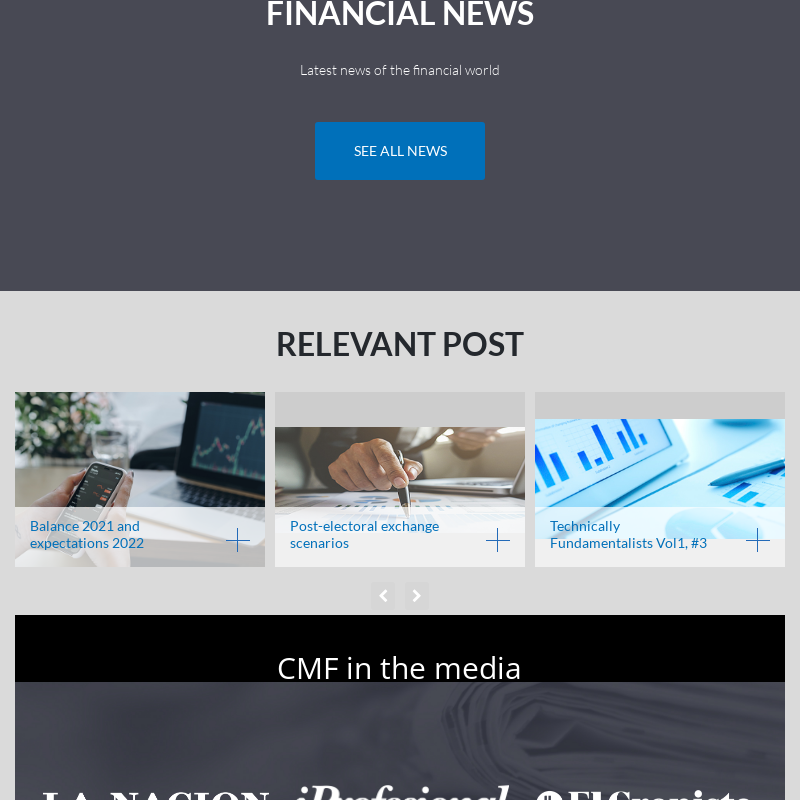 FINANCIAL NEWS
Latest news of the financial world
SEE ALL NEWS
RELEVANT POST
Balance 2021 and
expectations 2022
Post-electoral exchange
scenarios
Technically
Fundamentalists Vol1, #3
CMF in the media
LA NACION iProfesional El Cronista